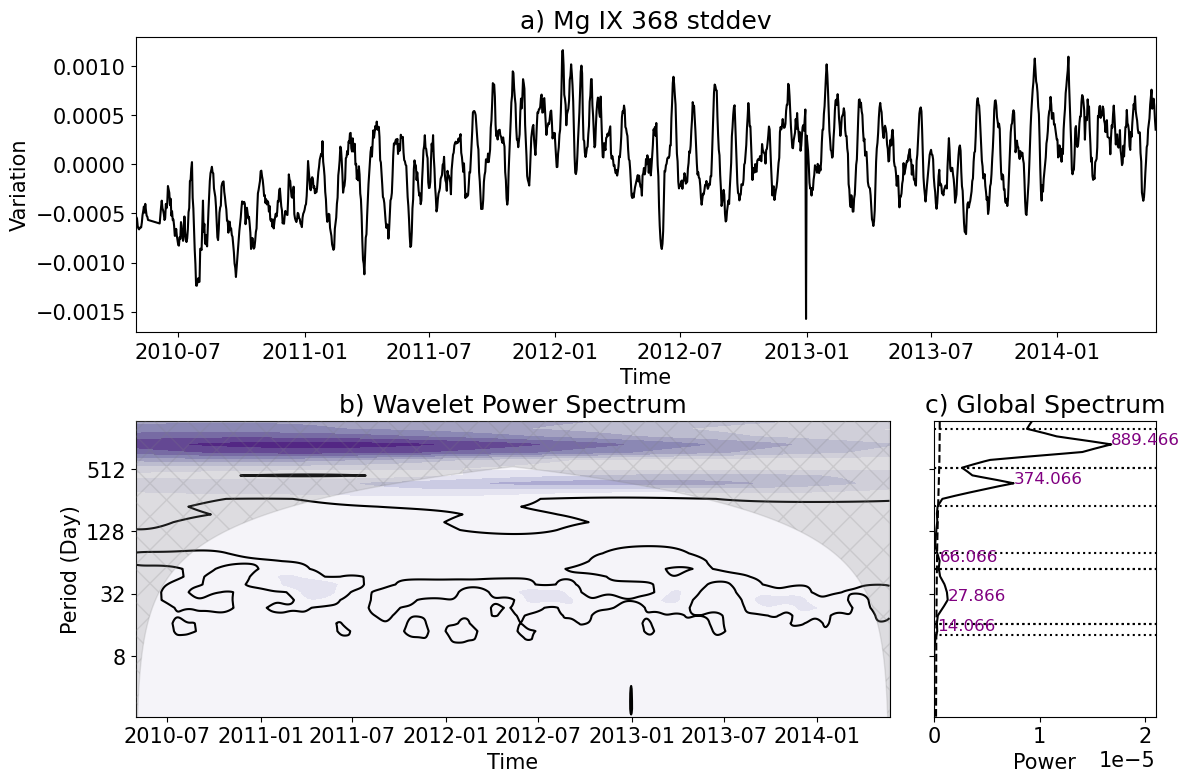 a) Mg IX 368 stddev
Variation
0.0010
0.0005
0.0000
−0.0005
−0.0010
−0.0015
2010-07 2011-01 2011-07 2012-01 2012-07 2013-01 2013-07 2014-01
Time
b) Wavelet Power Spectrum
Period (Day)
512
128
32
8
2010-07 2011-01 2011-07 2012-01 2012-07 2013-01 2013-07 2014-01
Time
c) Global Spectrum
889.466
374.066
66.066
27.866
14.066
0 1 2
Power 1e−5